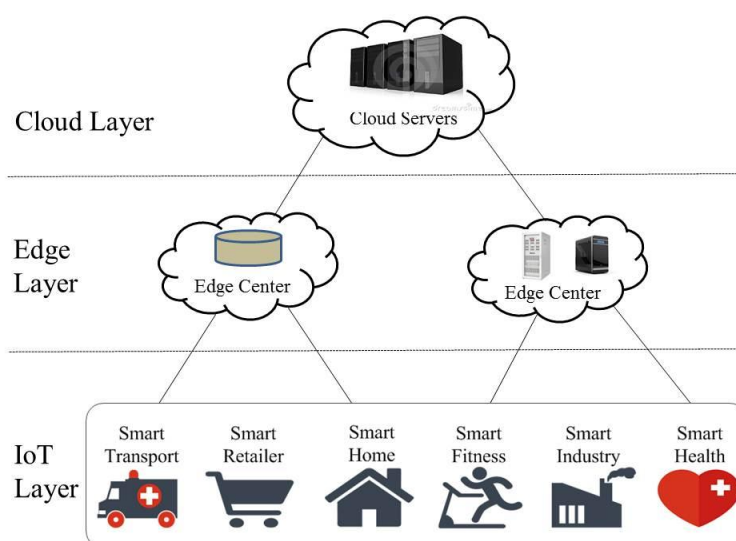 Cloud Servers
Cloud Layer
Edge
Layer
Edge Center
Edge Center
IoT
Layer
Smart
Transport
Smart
Retailer
Smart
Home
Smart
Fitness
Smart
Industry
Smart
Health